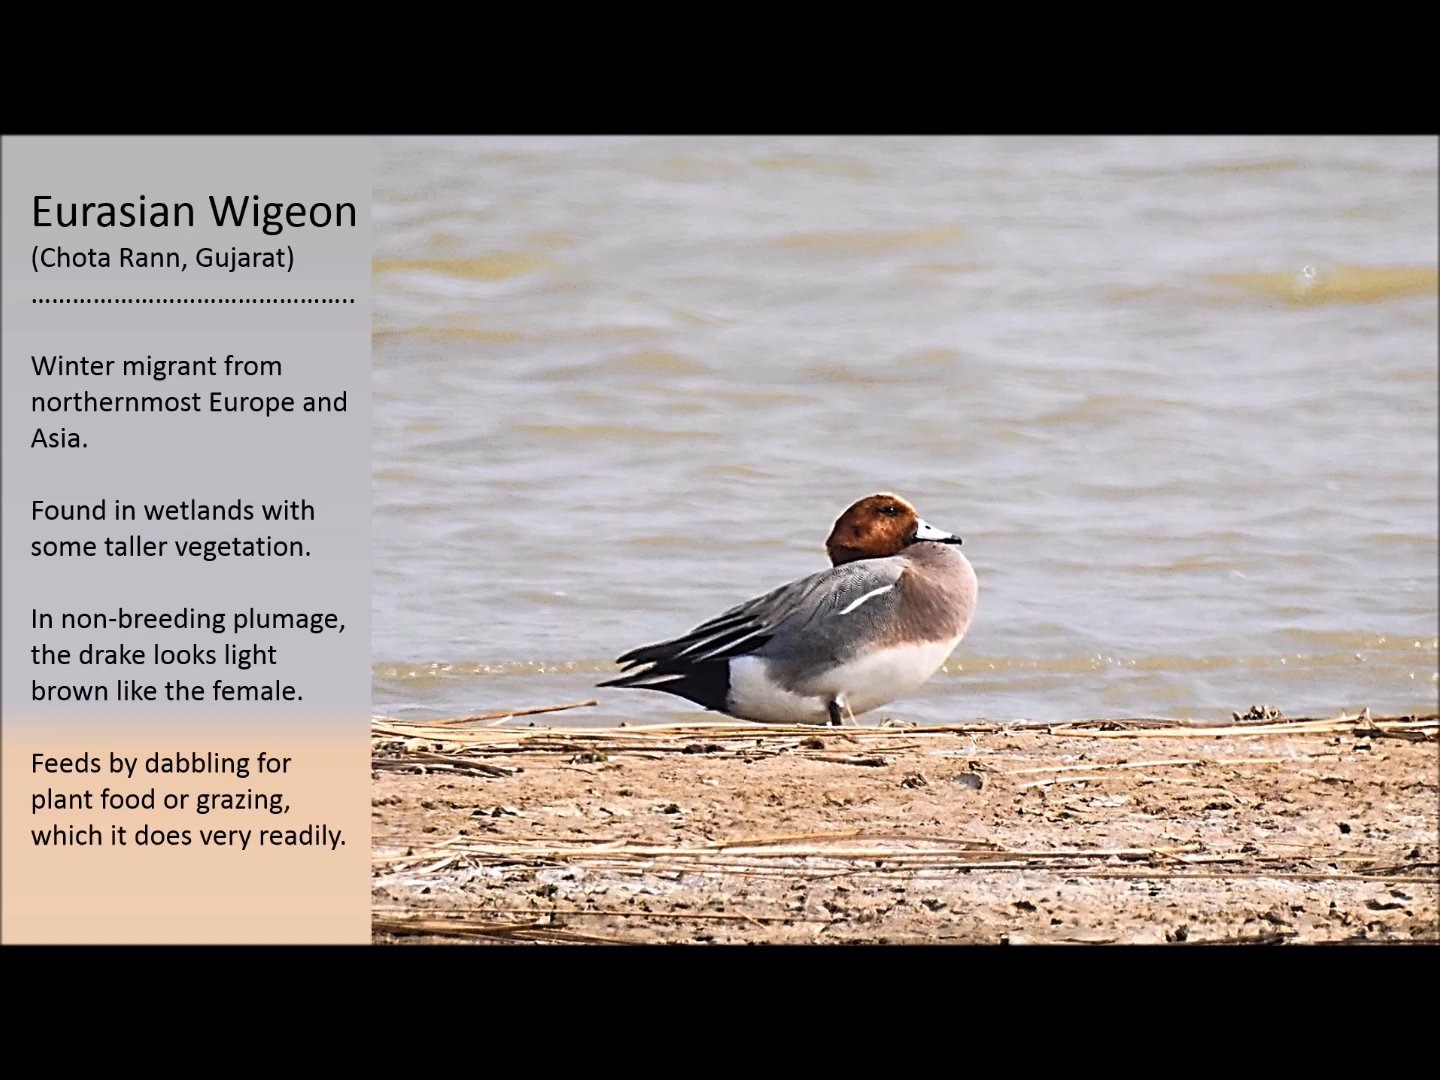 Eurasian Wigeon
(Chota Rann, Gujarat)
…………………………………………..
Winter migrant from
northernmost Europe and
Asia.
Found in wetlands with
some taller vegetation.
In non-breeding plumage,
the drake looks light
brown like the female.
Feeds by dabbling for
plant food or grazing,
which it does very readily.